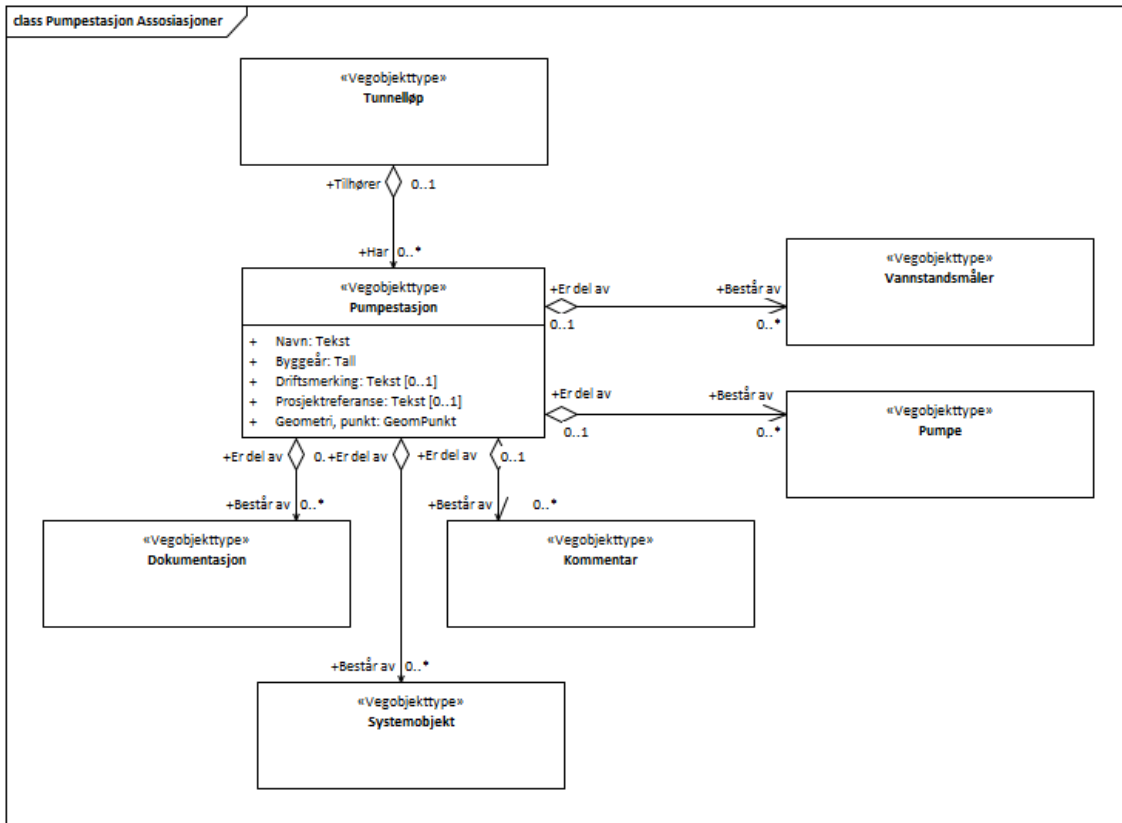 class Pumpestasjon Assosiasjoner
«Vegobjekttype»
Tunnelløp
+Tilhører 0..1
+Har 0..*
«Vegobjekttype»
Pumpestasjon
+ Navn: Tekst
+ Byggeår: Tall
+ Driftsmerking: Tekst [0..1]
+ Prosjektreferanse: Tekst [0..1]
+ Geometri, punkt: GeomPunkt
+Er del av +Består av
0..1 0..*
«Vegobjekttype»
Vannstandsmåler
+Er del av +Består av
0..1 0..*
«Vegobjekttype»
Pumpe
+Er del av 0. +Er del av +Er del av 0..1
+Består av 0..* +Består av 0..*
«Vegobjekttype»
Dokumentasjon
«Vegobjekttype»
Kommentar
+Består av 0..*
«Vegobjekttype»
Systemobjekt